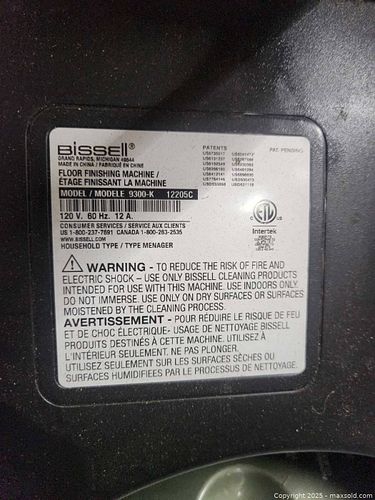 BISSELL®
GRAND RAPIDS, MICHIGAN 49544
MADE IN CHINA / FABRIQUÉ EN CHINE
FLOOR FINISHING MACHINE /
ÉTAGE FINISSANT LA MACHINE
MODEL / MODELE 9300-K 12205C
120 V. 60 Hz. 12 A.
CONSUMER SERVICES / SERVICE AUX CLIENTS
US 1-800-237-7691 CANADA 1-800-263-2535
WWW.BISSELL.COM
HOUSEHOLD TYPE / TYPE MENAGER
PATENTS
PAT. PENDING
ETL
Intertek
WARNING - TO REDUCE THE RISK OF FIRE AND
ELECTRIC SHOCK – USE ONLY BISSELL CLEANING PRODUCTS
INTENDED FOR USE WITH THIS MACHINE. USE INDOORS ONLY.
DO NOT IMMERSE. USE ONLY ON DRY SURFACES OR SURFACES
MOISTENED BY THE CLEANING PROCESS.
AVERTISSEMENT - POUR RÉDUIRE LE RISQUE DE FEU
ET DE CHOC ÉLECTRIQUE- USAGE DE NETTOYAGE BISSELL
PRODUITS DESTINÉS À CETTE MACHINE. UTILISEZ À
L'INTÉRIEUR SEULEMENT. NE PAS PLONGER.
UTILISEZ SEULEMENT SUR LES SURFACES SÈCHES OU
SURFACES HUMIDIFIEES PAR LE PROCESSUS DE NETTOYAGE.
Copyright 2025 - maxsold.com